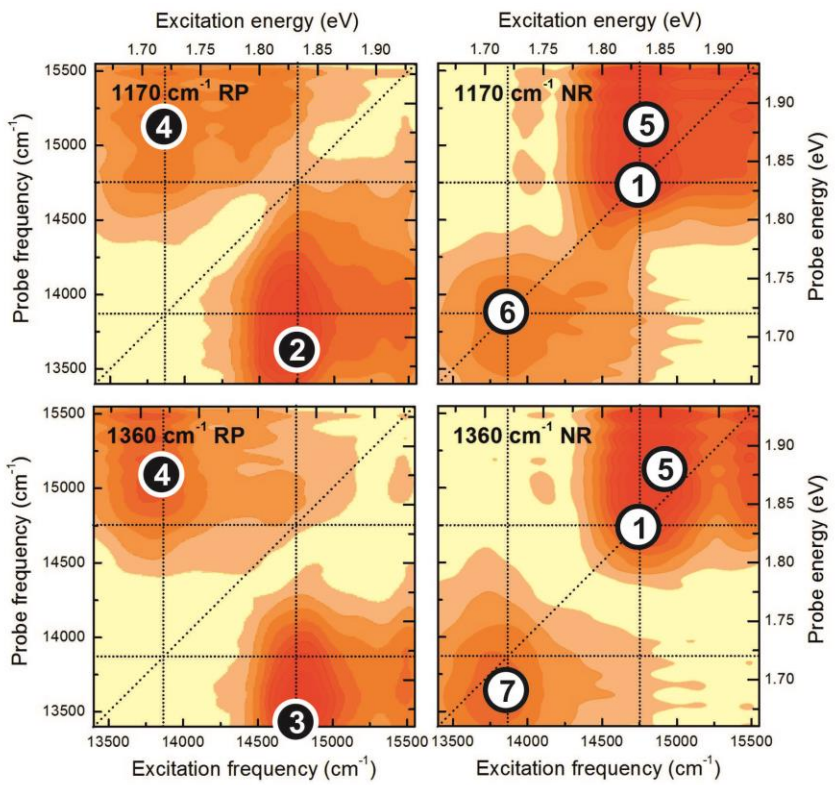 Excitation energy (eV) Excitation energy (eV)
1.70 1.75 1.80 1.85 1.90 1.70 1.75 1.80 1.85 1.90
15500 1170 cm⁻¹ RP 1170 cm⁻¹ NR
4 5 1.90
15000
1 1.85
14500 1.80
14000 6 1.75
2 1.70
13500
Probe frequency (cm⁻¹) Probe energy (eV)
15500 1360 cm⁻¹ RP 1360 cm⁻¹ NR
4 5 1.90
15000
1 1.85
14500 1.80
14000 1.75
7 1.70
13500 3
Probe frequency (cm⁻¹) Probe energy (eV)
13500 14000 14500 15000 15500 13500 14000 14500 15000 15500
Excitation frequency (cm⁻¹) Excitation frequency (cm⁻¹)